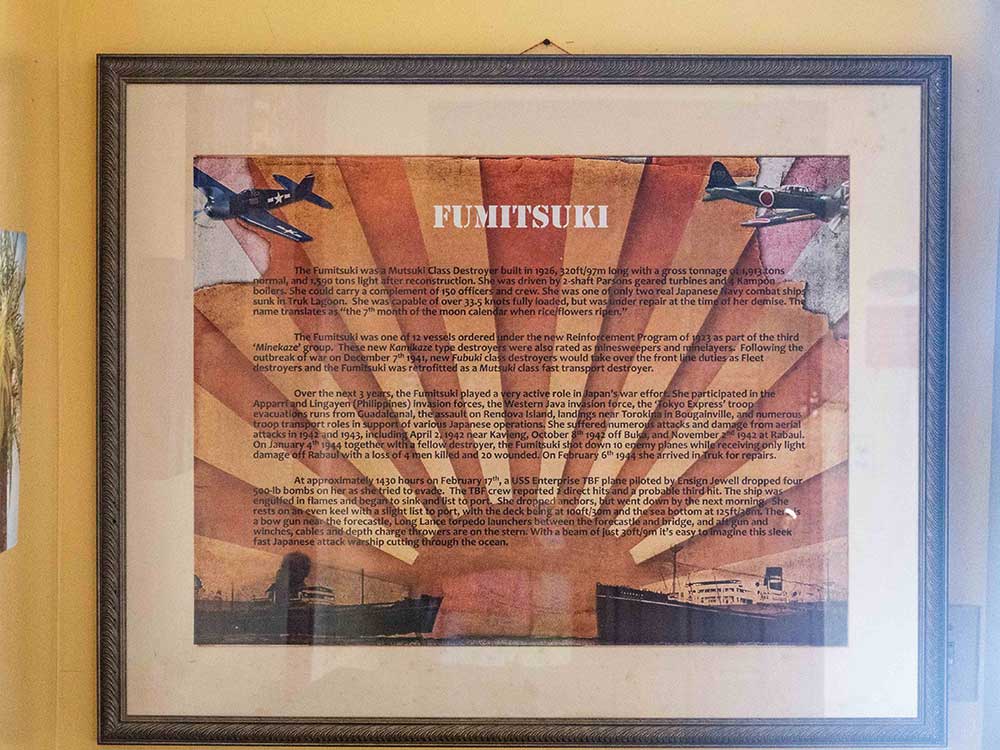 FUMITSUKI
The Fumitsuki was a Mutsuki Class Destroyer built in 1926, 320ft/97m long with a gross tonnage of 1,913 tons
normal, and 1,590 tons light after reconstruction. She was driven by 2-shaft Parsons geared turbines and 4 Kampon
boilers. She could carry a complement of 150 officers and crew. She was one of only two real Japanese Navy combat ships
sunk in Truk Lagoon. She was capable of over 33.5 knots fully loaded, but was under repair at the time of her demise. The
name translates as "the 7th month of the moon calendar when rice/flowers ripen."
The Fumitsuki was one of 12 vessels ordered under the new Reinforcement Program of 1923 as part of the third
'Minekaze' group. These new Kamikaze type destroyers were also rated as minesweepers and minelayers. Following the
outbreak of war on December 7th 1941, new Fubuki class destroyers would take over the front line duties as Fleet
destroyers and the Fumitsuki was retrofitted as a Mutsuki class fast transport destroyer.
Over the next 3 years, the Fumitsuki played a very active role in Japan's war effort. She participated in the
Apparri and Lingayen (Philippines) invasion forces, the Western Java invasion force, the 'Tokyo Express' troop
evacuations runs from Guadalcanal, the assault on Rendova Island, landings near Torokina in Bougainville, and numerous
troop transport roles in support of various Japanese operations. She suffered numerous attacks and damage from aerial
attacks in 1942 and 1943, including April 2, 1942 near Kavieng, October 8th 1942 off Buka, and November 2nd 1942 at Rabaul.
On January 4th 1944 together with a fellow destroyer, the Fumitsuki shot down 10 enemy planes while receiving only light
damage off Rabaul with a loss of 4 men killed and 20 wounded. On February 6th 1944 she arrived in Truk for repairs.
At approximately 1430 hours on February 17th, a USS Enterprise TBF plane piloted by Ensign Jewell dropped four
500-lb bombs on her as she tried to evade. The TBF crew reported 2 direct hits and a probable third hit. The ship was
engulfed in flames and began to sink and list to port. She dropped anchors, but went down by the next morning. She
rests on an even keel with a slight list to port, with the deck being at 100ft/30m and the sea bottom at 125ft/38m. There is
a bow gun near the forecastle, Long Lance torpedo launchers between the forecastle and bridge, and aft gun and
winches, cables and depth charge throwers are on the stern. With a beam of just 30ft/9m it's easy to imagine this sleek
fast Japanese attack warship cutting through the ocean.